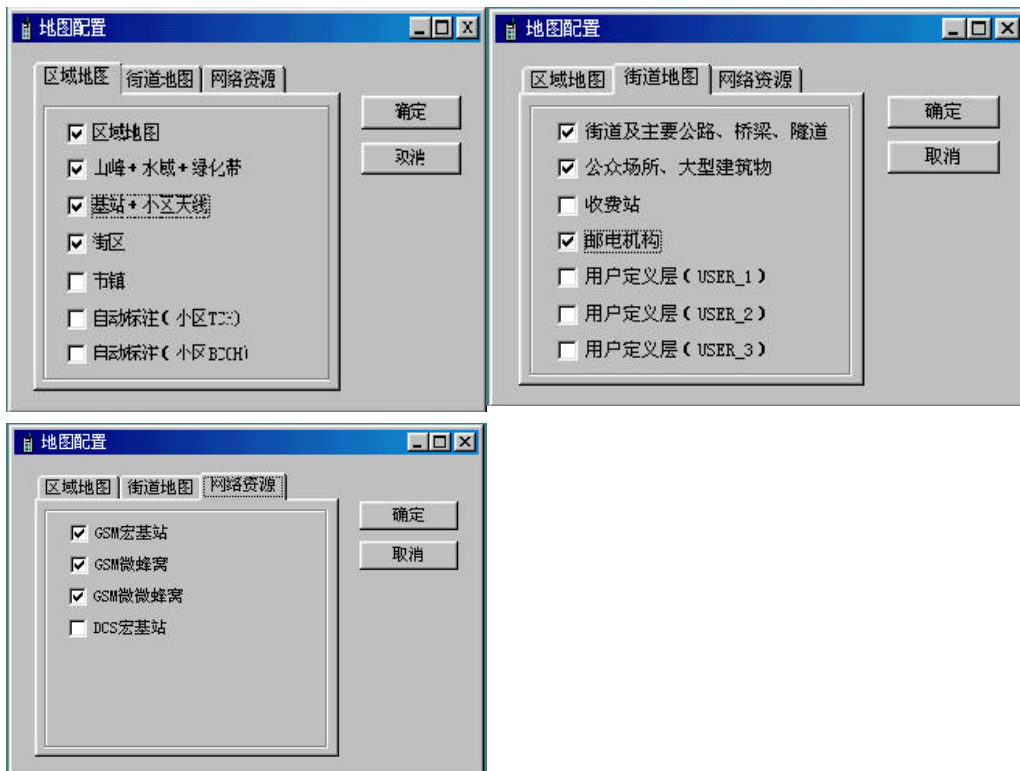 地图配置
区域地图 街道地图 网络资源
区域地图
山峰+水域+绿化带
基站+小区天线
街区
市镇
自动标注(小区TCH)
自动标注(小区BCCH)
确定
取消
地图配置
区域地图 街道地图 网络资源
街道及主要公路、桥梁、隧道
公众场所、大型建筑物
收费站
邮电机构
用户定义层(USER_1)
用户定义层(USER_2)
用户定义层(USER_3)
确定
取消
地图配置
区域地图 街道地图 网络资源
GSM宏基站
GSM微蜂窝
GSM微微蜂窝
DCS宏基站
确定
取消